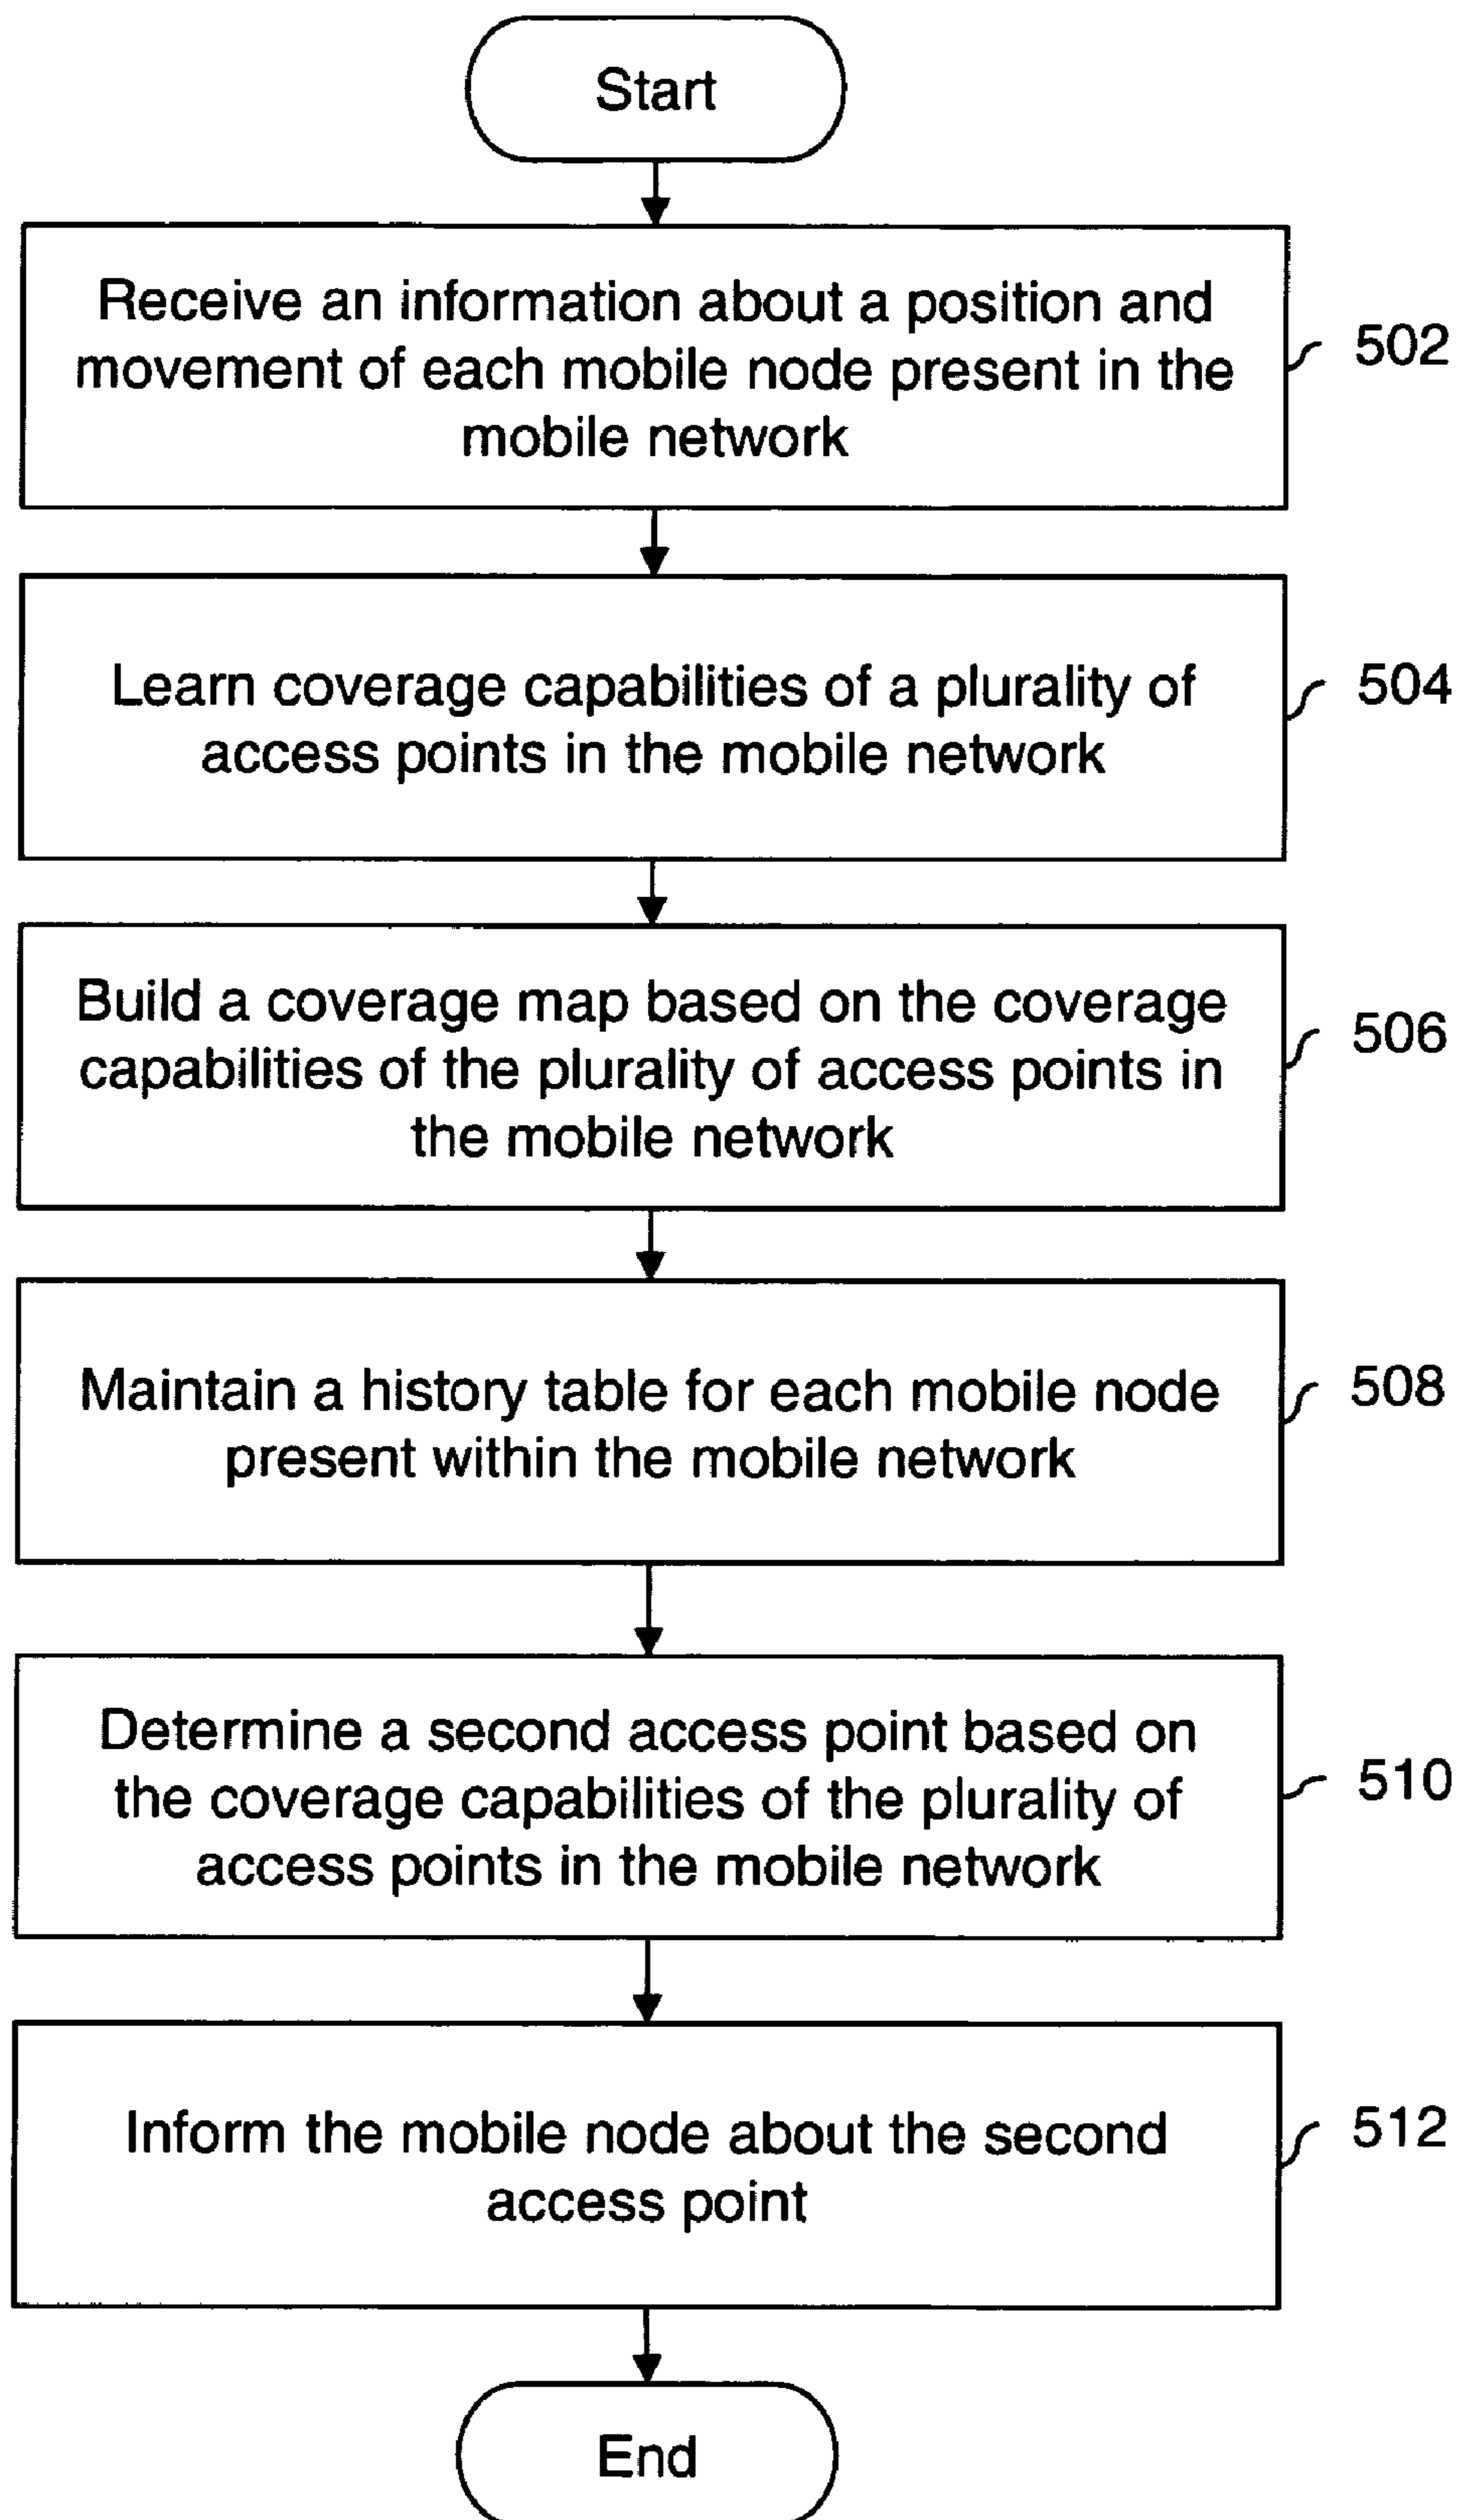 Start
Receive an information about a position and
movement of each mobile node present in the
mobile network
502
Learn coverage capabilities of a plurality of
access points in the mobile network
504
Build a coverage map based on the coverage
capabilities of the plurality of access points in
the mobile network
506
Maintain a history table for each mobile node
present within the mobile network
508
Determine a second access point based on
the coverage capabilities of the plurality of
access points in the mobile network
510
Inform the mobile node about the second
access point
512
End